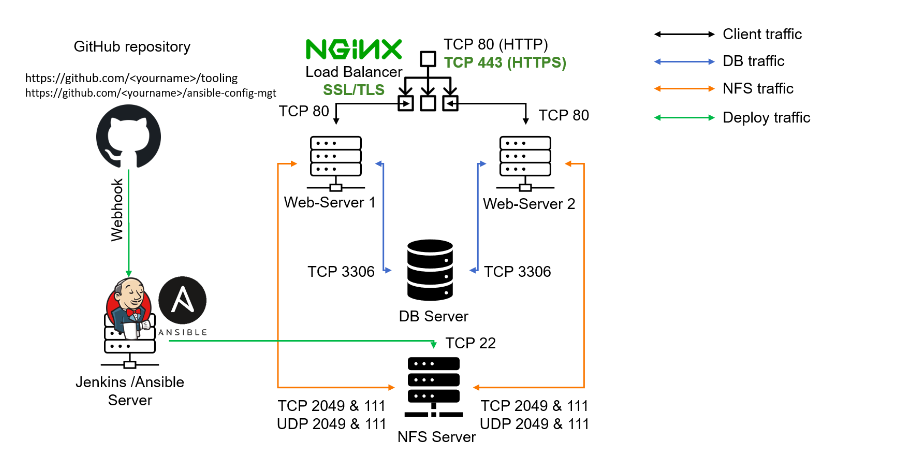 GitHub repository
https://github.com/<yourname>/tooling
https://github.com/<yourname>/ansible-config-mgt
Webhook
ANSIBLE
Jenkins /Ansible
Server
NGINX
Load Balancer
SSL/TLS
TCP 80 (HTTP)
TCP 443 (HTTPS)
TCP 80
TCP 80
Web-Server 1
Web-Server 2
TCP 3306
TCP 3306
DB Server
TCP 22
TCP 2049 & 111
UDP 2049 & 111
TCP 2049 & 111
UDP 2049 & 111
NFS Server
Client traffic
DB traffic
NFS traffic
Deploy traffic